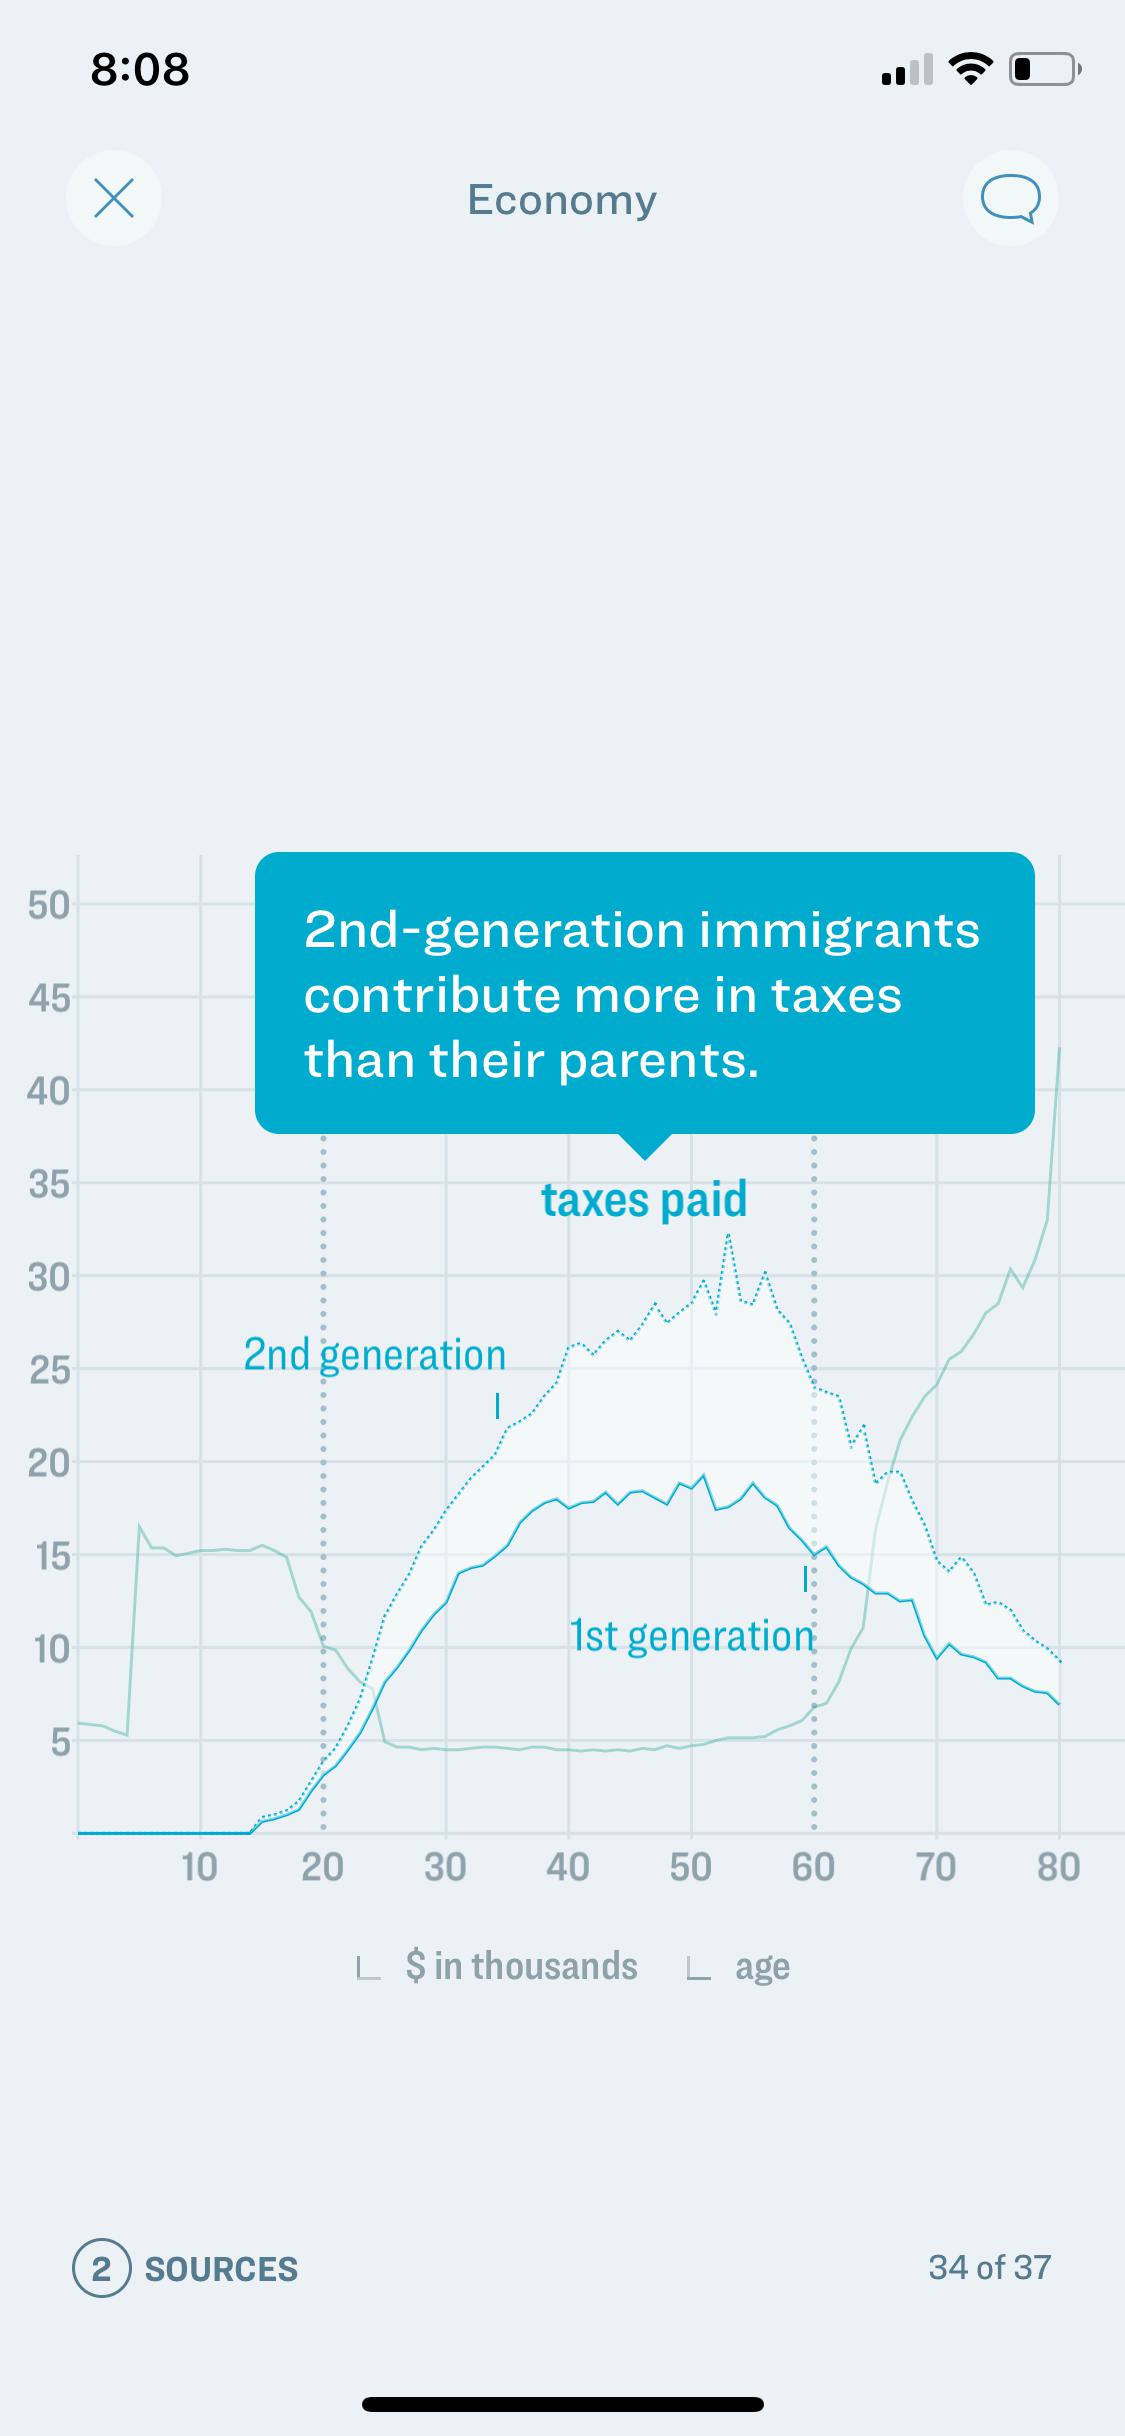 8:08
Economy
50
45
40
35
30
25
20
15
10
5
2nd-generation immigrants
contribute more in taxes
than their parents.
taxes paid
2nd generation
1st generation
10 20 30 40 50 60 70 80
$ in thousands age
2 SOURCES
34 of 37